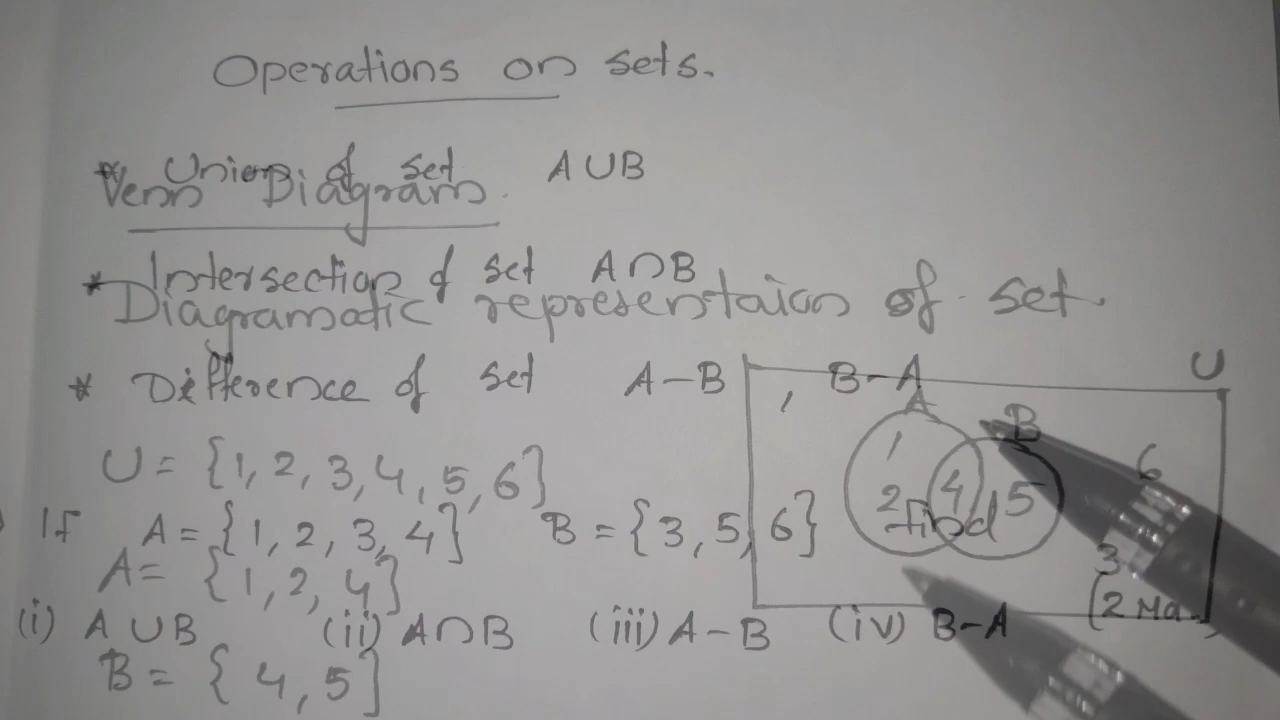 Operations on sets.
* Union of set A∪B
Venn Diagram.
* Intersection of set A∩B
Diagramatic representaion of set.
* Difference of set A-B , B-A
U
A
B
1
2 4 5
6
3
U = {1, 2, 3, 4, 5, 6}
If A = {1, 2, 3, 4} B = {3, 5, 6} find
A = {1, 2, 4}
(2 Ma
(i) A∪B (ii) A∩B (iii) A-B (iv) B-A
B = {4, 5}